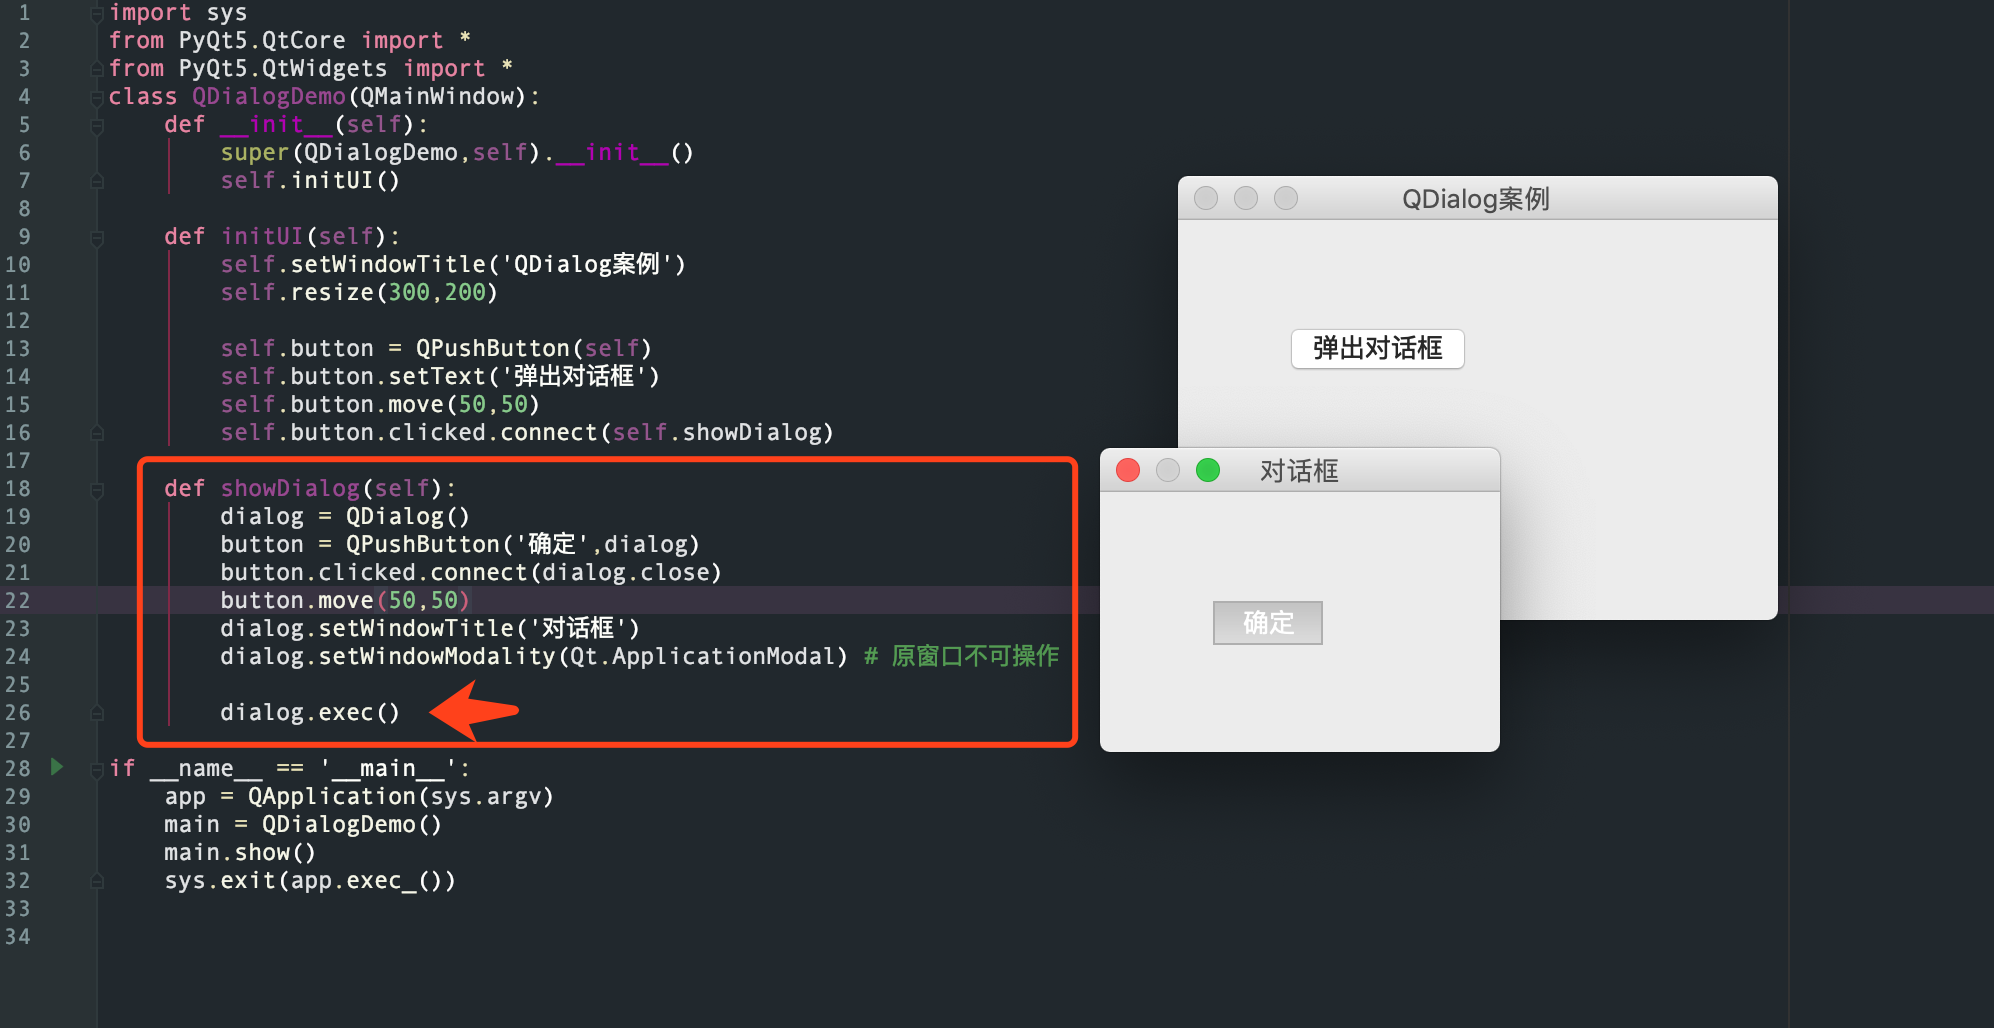 1 import sys
2 from PyQt5.QtCore import *
3 from PyQt5.QtWidgets import *
4 class QDialogDemo(QMainWindow):
5     def __init__(self):
6         super(QDialogDemo,self).__init__()
7         self.initUI()
8
9     def initUI(self):
10         self.setWindowTitle('QDialog案例')
11         self.resize(300,200)
12
13         self.button = QPushButton(self)
14         self.button.setText('弹出对话框')
15         self.button.move(50,50)
16         self.button.clicked.connect(self.showDialog)
17
18     def showDialog(self):
19         dialog = QDialog()
20         button = QPushButton('确定',dialog)
21         button.clicked.connect(dialog.close)
22         button.move(50,50)
23         dialog.setWindowTitle('对话框')
24         dialog.setWindowModality(Qt.ApplicationModal) # 原窗口不可操作
25
26         dialog.exec()
27
28 if __name__ == '__main__':
29     app = QApplication(sys.argv)
30     main = QDialogDemo()
31     main.show()
32     sys.exit(app.exec_())
33
34
QDialog案例
弹出对话框
对话框
确定